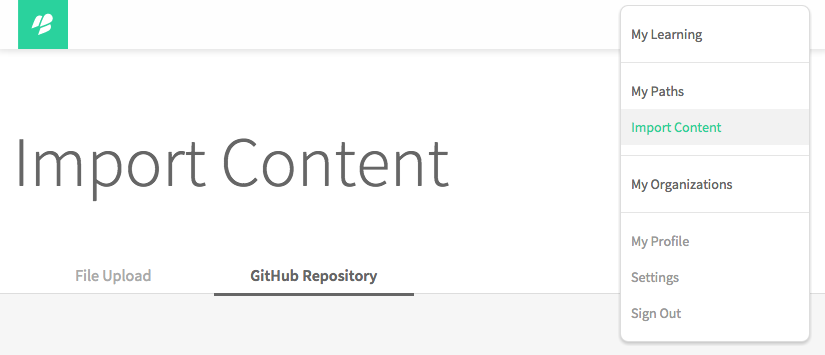 My Learning
My Paths
Import Content
My Organizations
My Profile
Settings
Sign Out
Import Content
File Upload
GitHub Repository